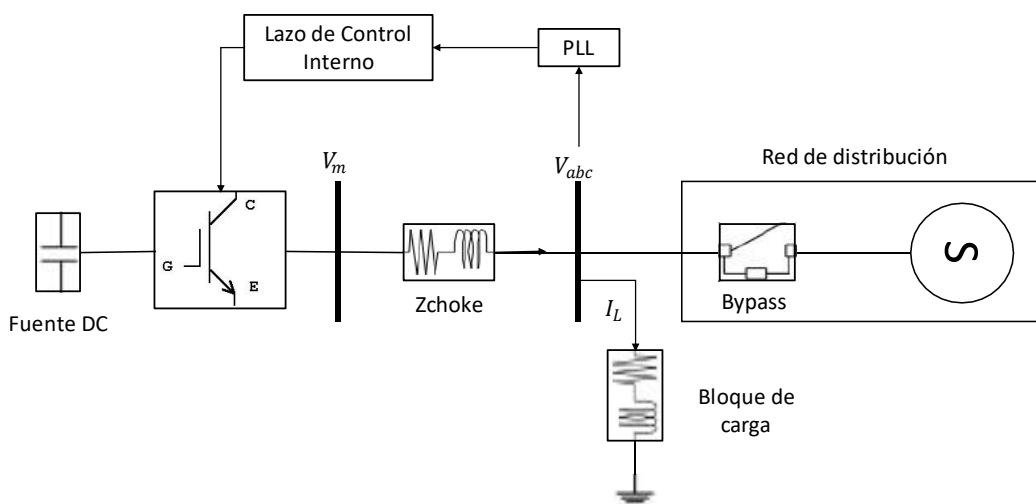 Lazo de Control
Interno
PLL
V_m
V_abc
Red de distribución
C
G
E
Fuente DC
Zchoke
I_L
Bypass
Bloque de
carga